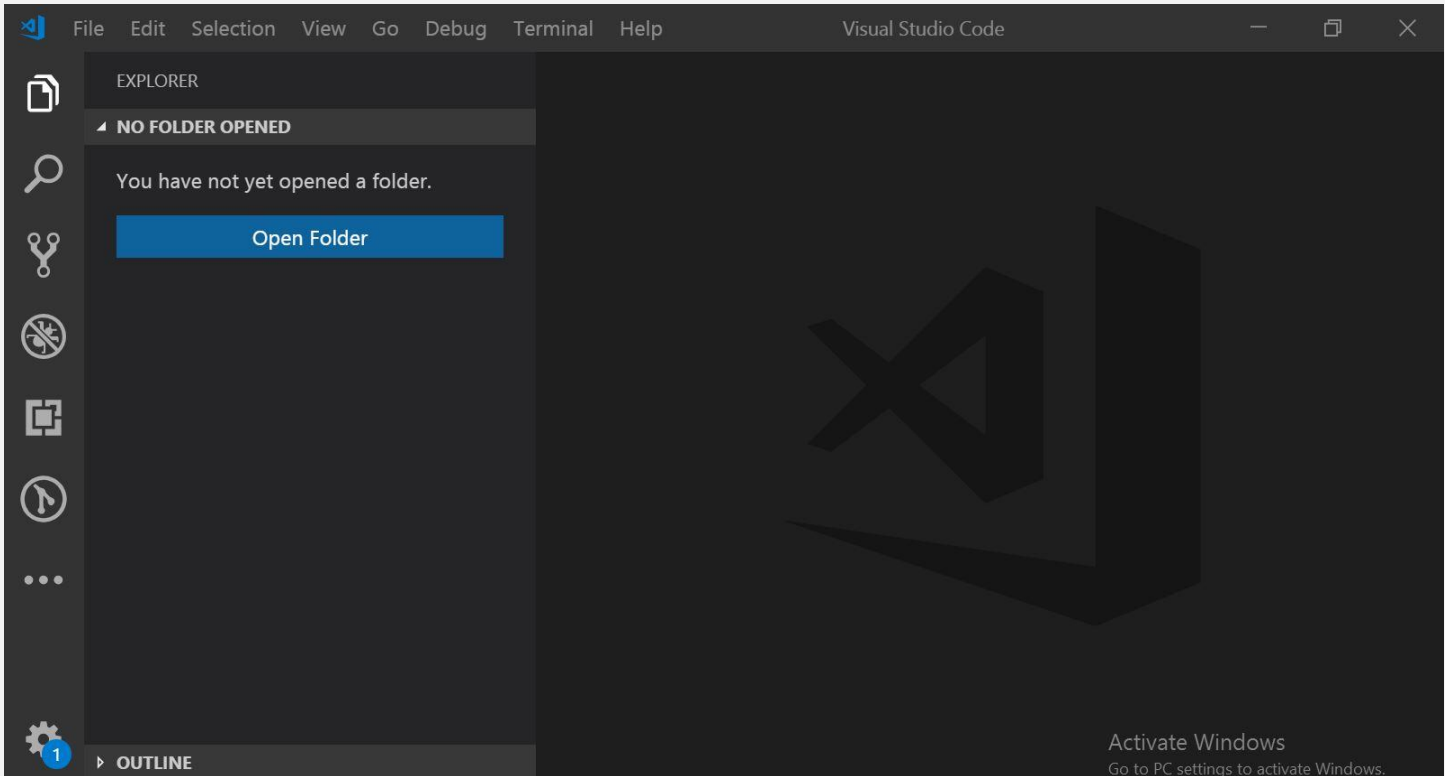 File Edit Selection View Go Debug Terminal Help Visual Studio Code
EXPLORER
NO FOLDER OPENED
You have not yet opened a folder.
Open Folder
1
OUTLINE
Activate Windows
Go to PC settings to activate Windows.